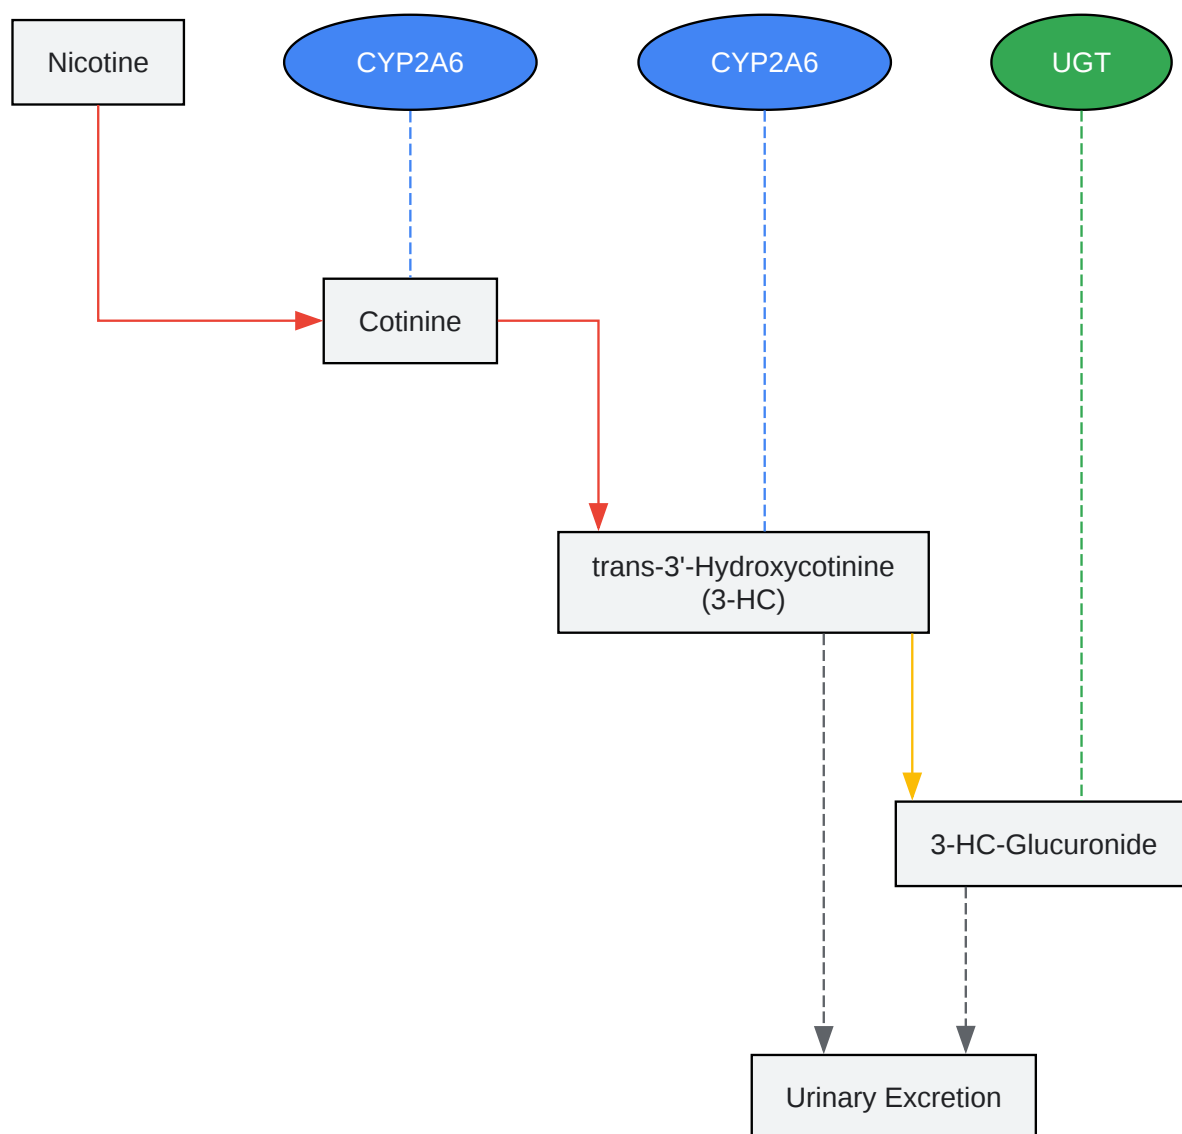 Nicotine
CYP2A6
CYP2A6
UGT
Cotinine
trans-3'-Hydroxycotinine
(3-HC)
3-HC-Glucuronide
Urinary Excretion